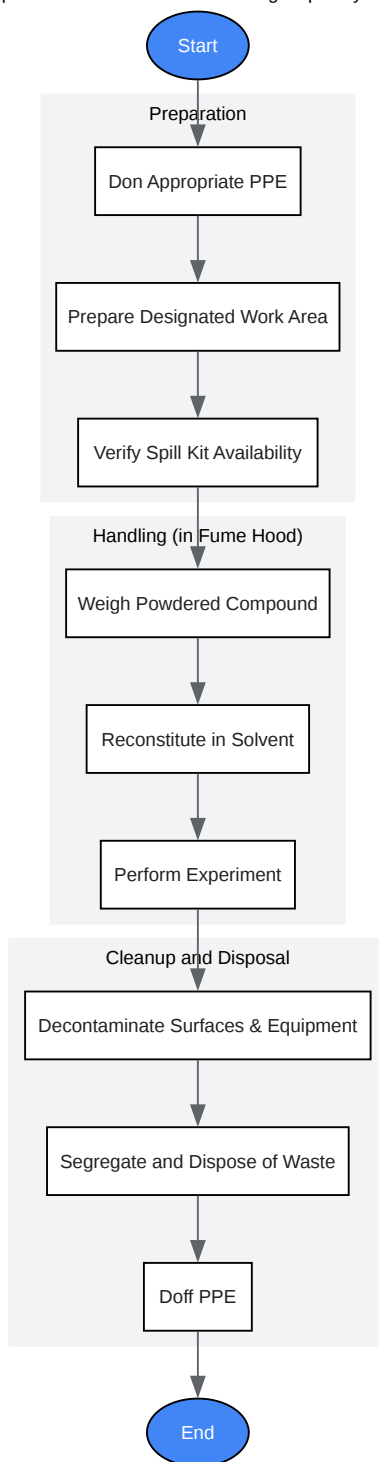 Start
Preparation
Don Appropriate PPE
Prepare Designated Work Area
Verify Spill Kit Availability
Handling (in Fume Hood)
Weigh Powdered Compound
Reconstitute in Solvent
Perform Experiment
Cleanup and Disposal
Decontaminate Surfaces & Equipment
Segregate and Dispose of Waste
Doff PPE
End